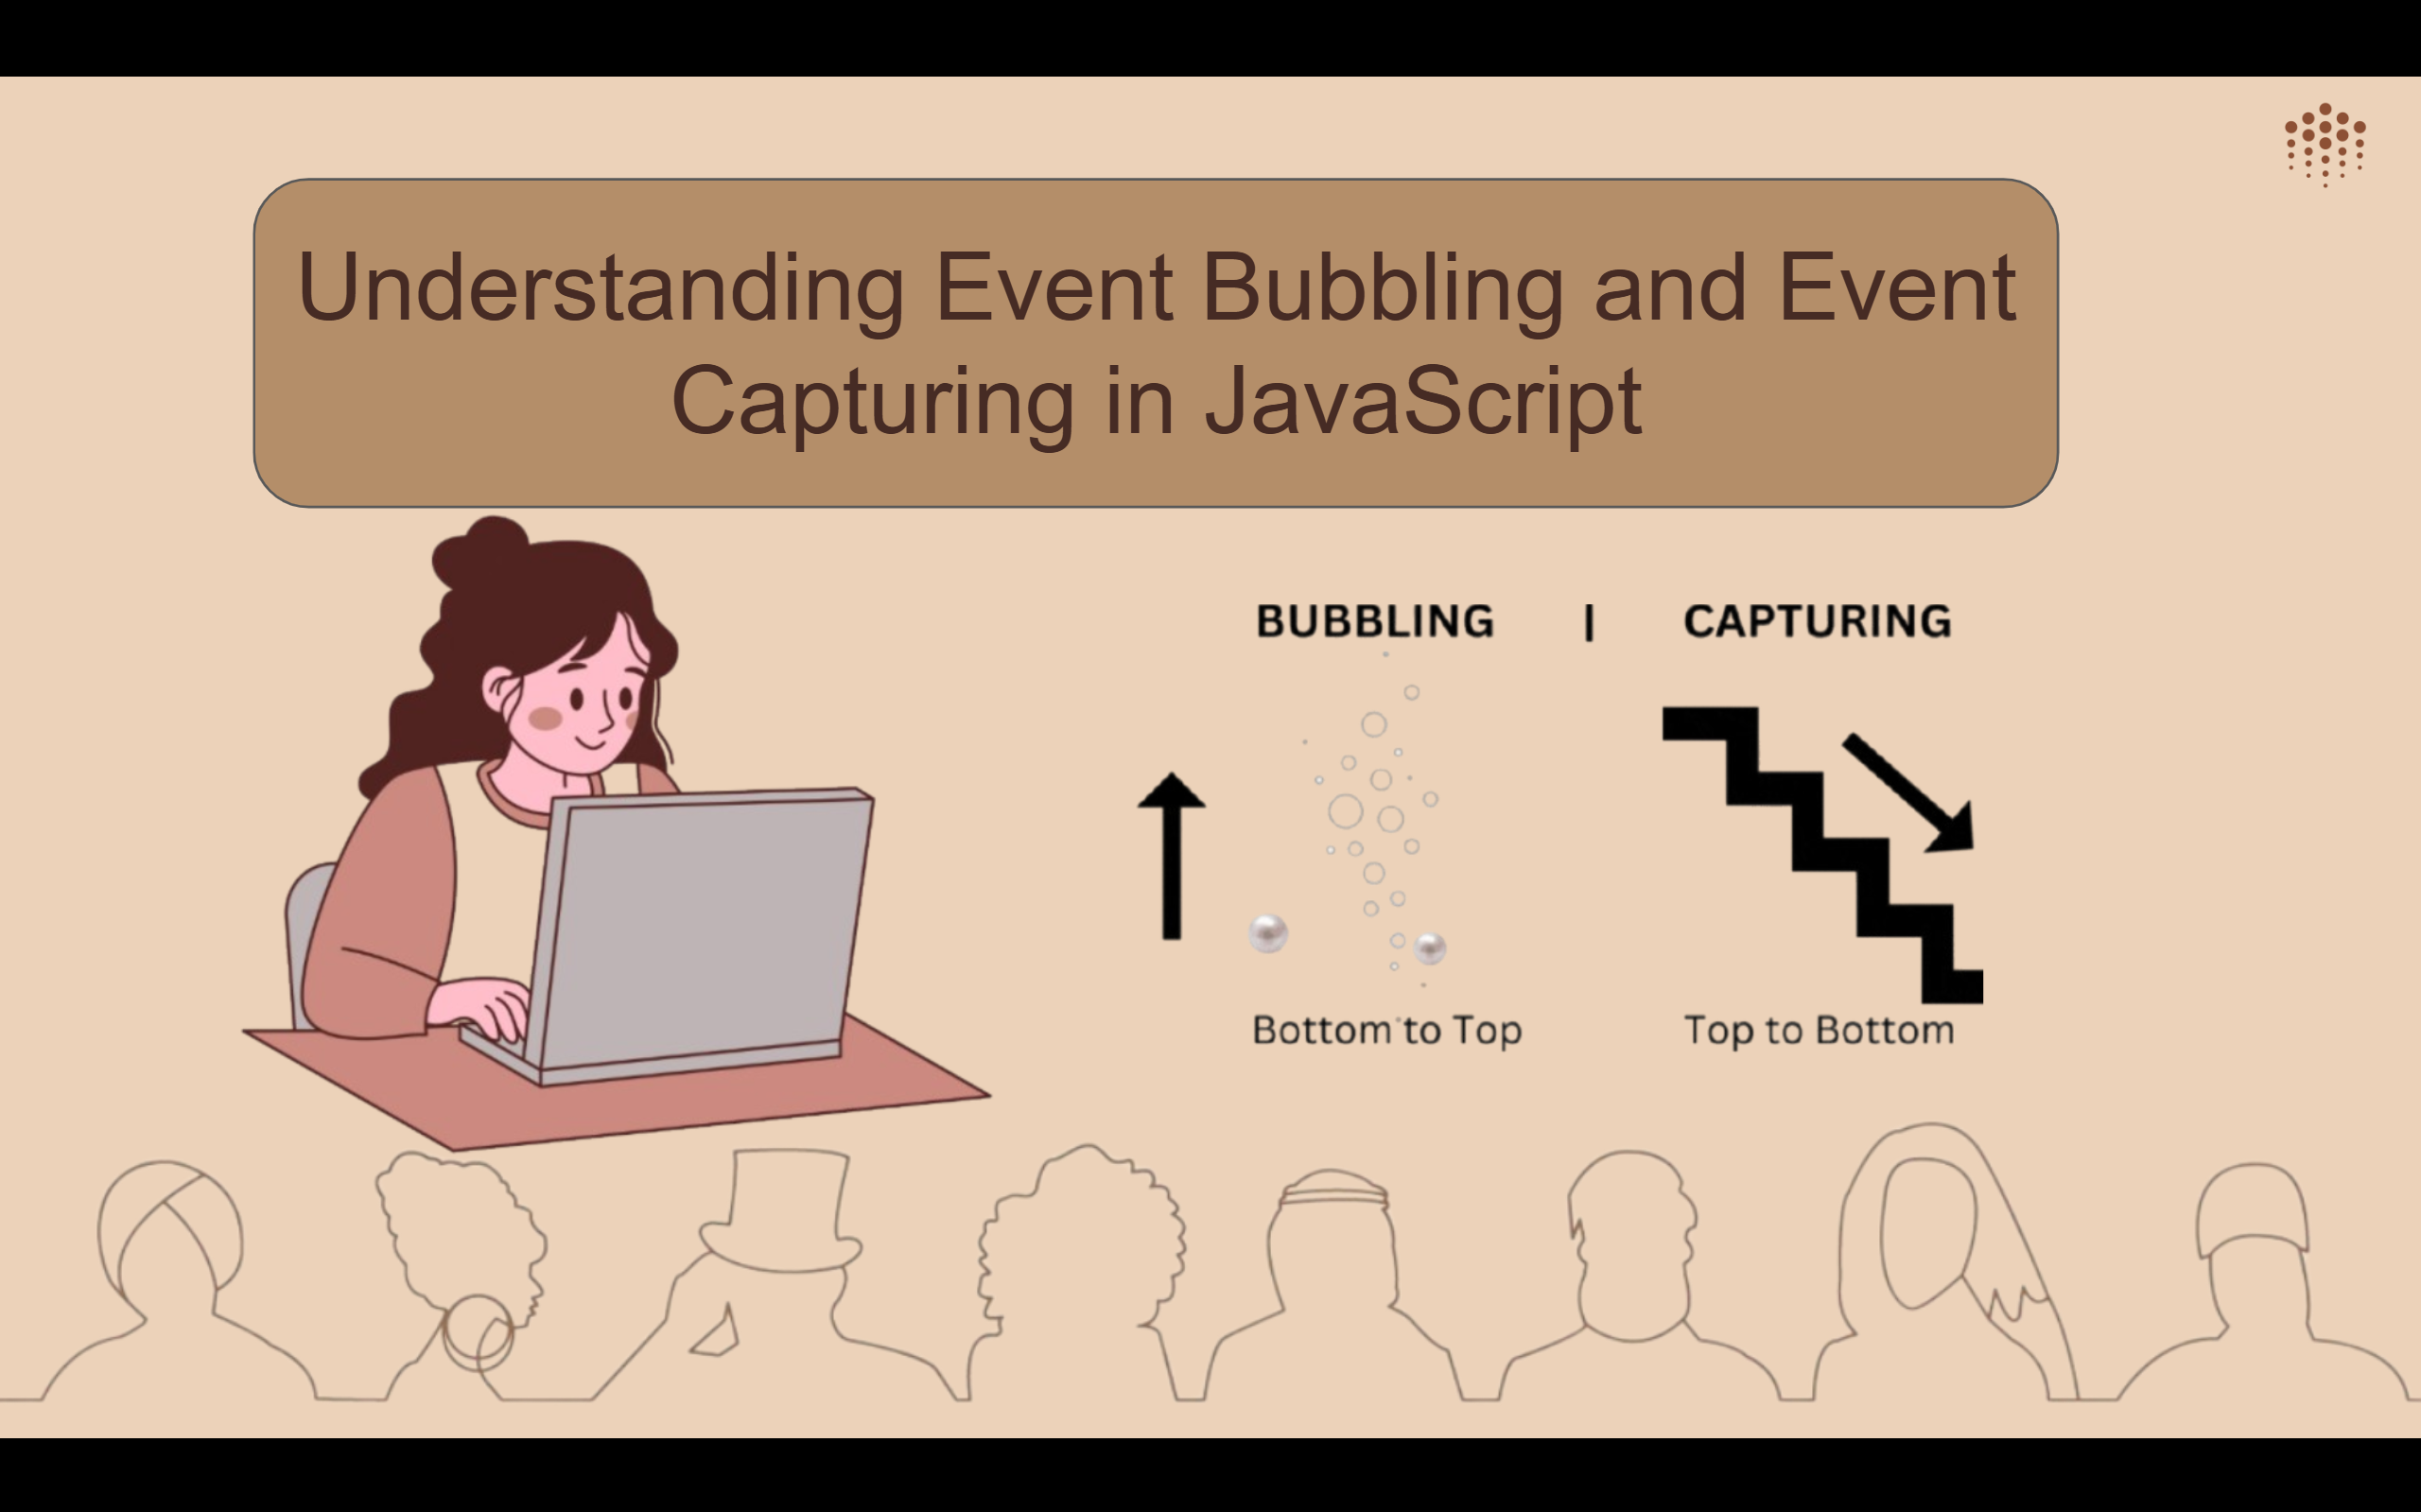 Understanding Event Bubbling and Event
Capturing in JavaScript
BUBBLING | CAPTURING
Bottom to Top
Top to Bottom